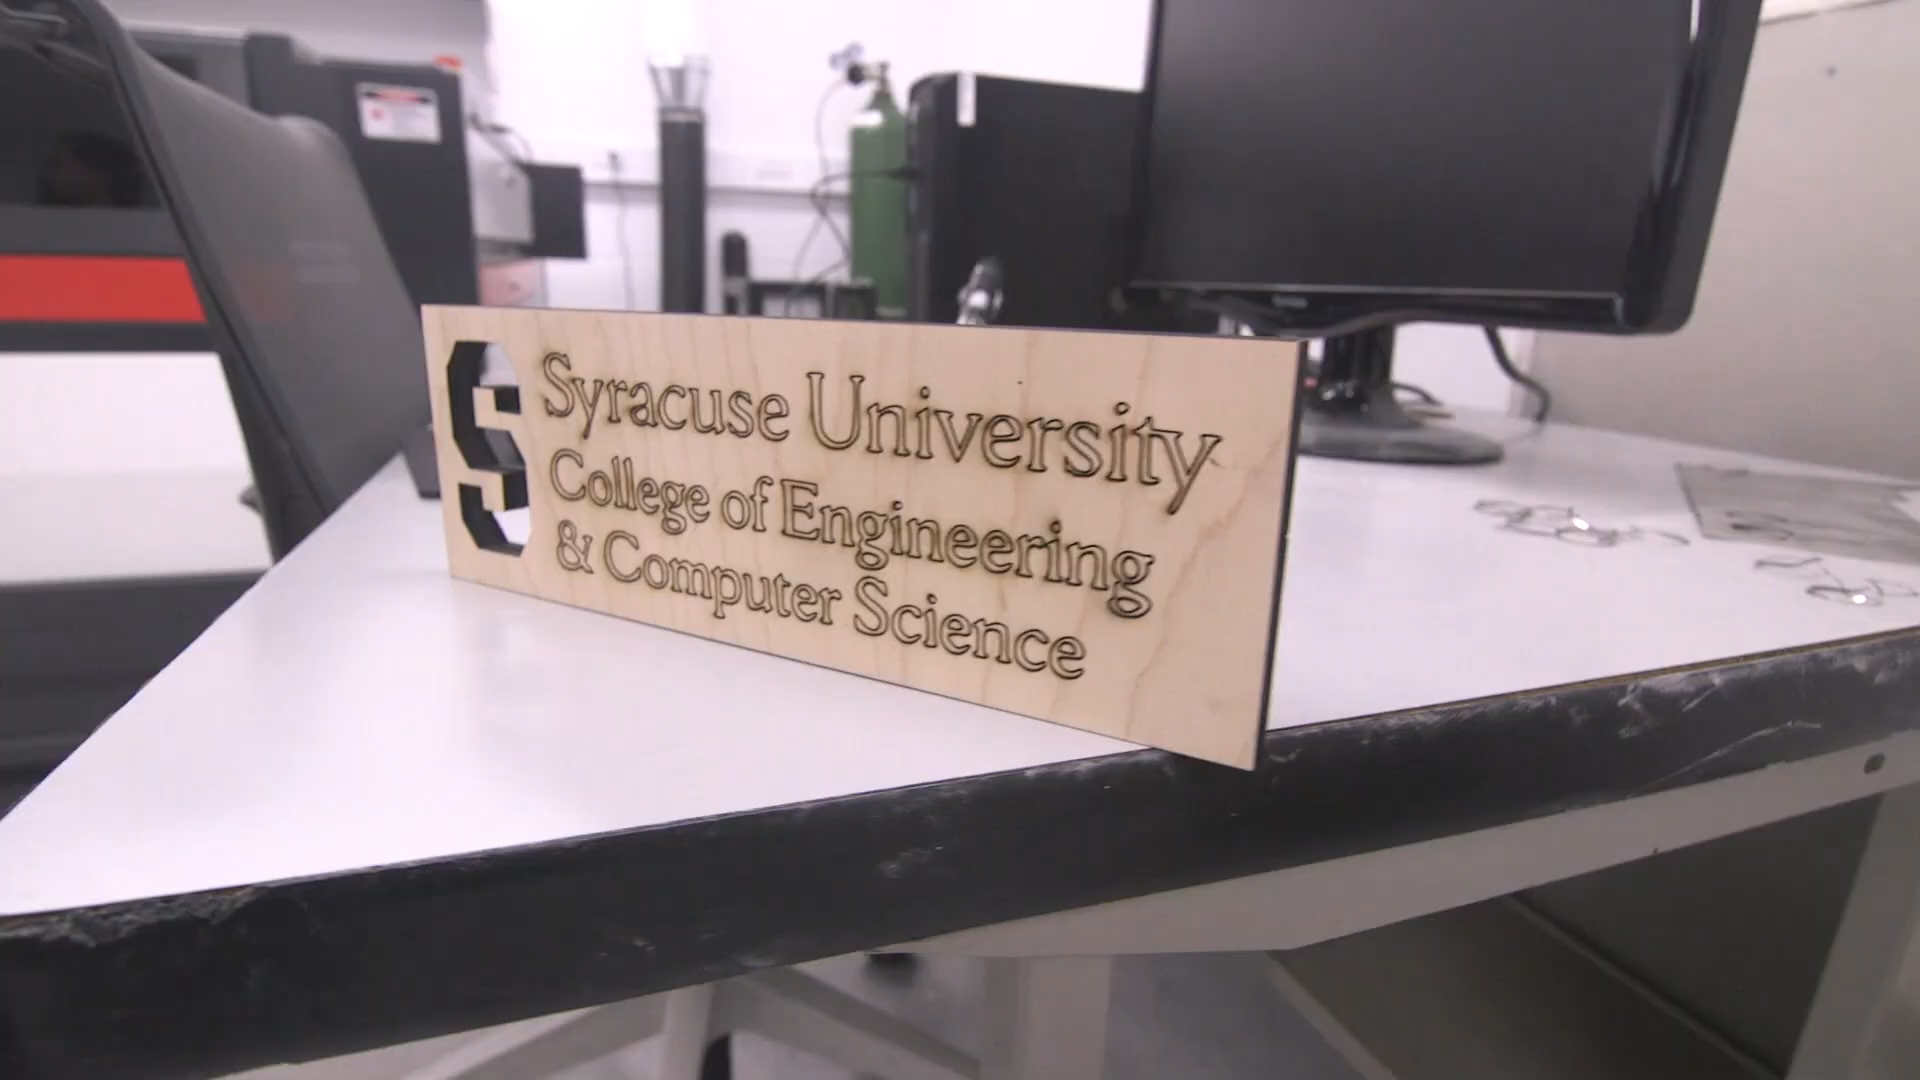 S
Syracuse University
College of Engineering
& Computer Science